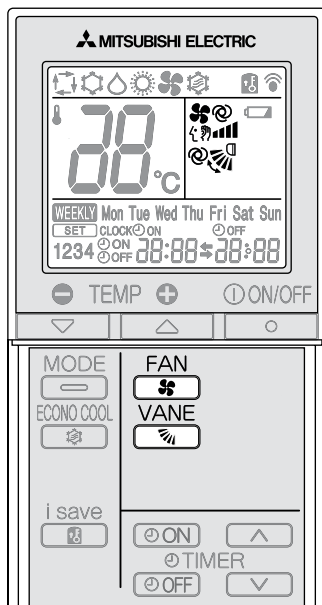 MITSUBISHI ELECTRIC
88 °C
WEEKLY Mon Tue Wed Thu Fri Sat Sun
SET CLOCK ON OFF
1234 ON OFF 88:88 88:88
TEMP ON/OFF
MODE FAN
ECONO COOL VANE
i save
ON
TIMER
OFF